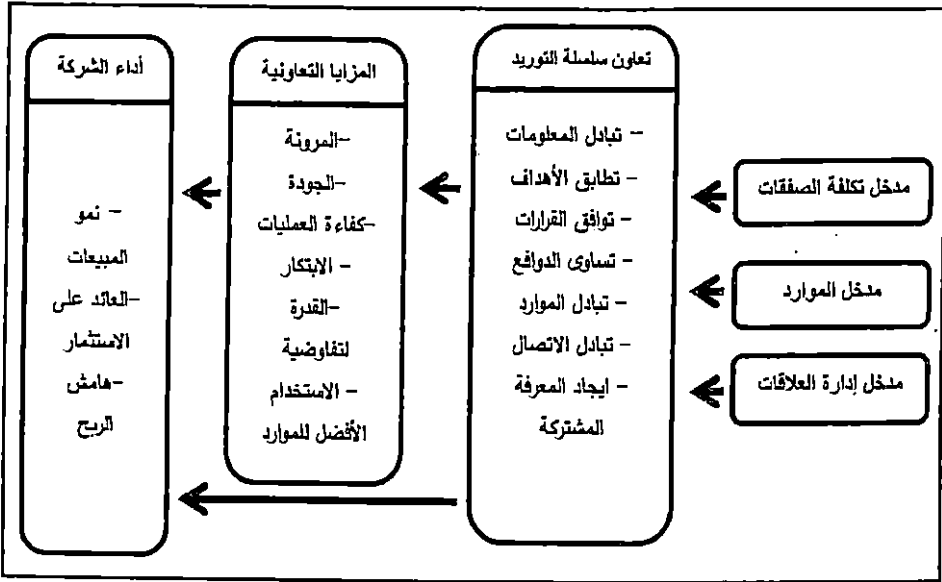 مدخل تكلفة الصفقات
مدخل الموارد
مدخل إدارة العلاقات
تعاون سلسلة التوريد
– تبادل المعلومات
– تطابق الأهداف
– توافق القرارات
– تساوى الدوافع
– تبادل الموارد
– تبادل الاتصال
– ايجاد المعرفة
المشتركة
المزايا التعاونية
–المرونة
–الجودة
–كفاءة العمليات
– الابتكار
–القدرة
لتفاوضية
– الاستخدام
الأفضل للموارد
أداء الشركة
– نمو
المبيعات
–العائد على
الاستثمار
–هامش
الربح